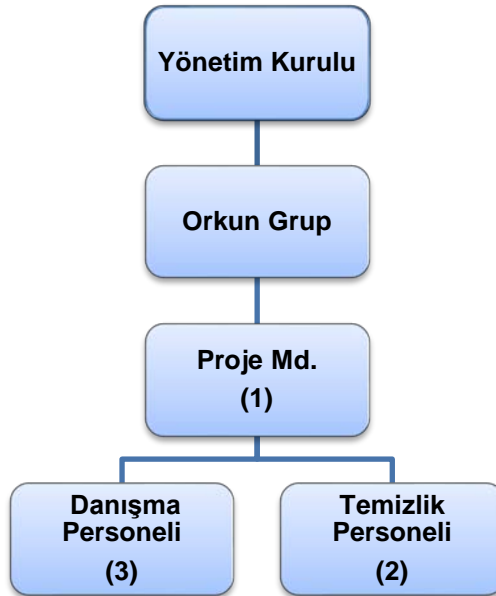 Yönetim Kurulu
Orkun Grup
Proje Md.
(1)
Danışma
Personeli
(3)
Temizlik
Personeli
(2)